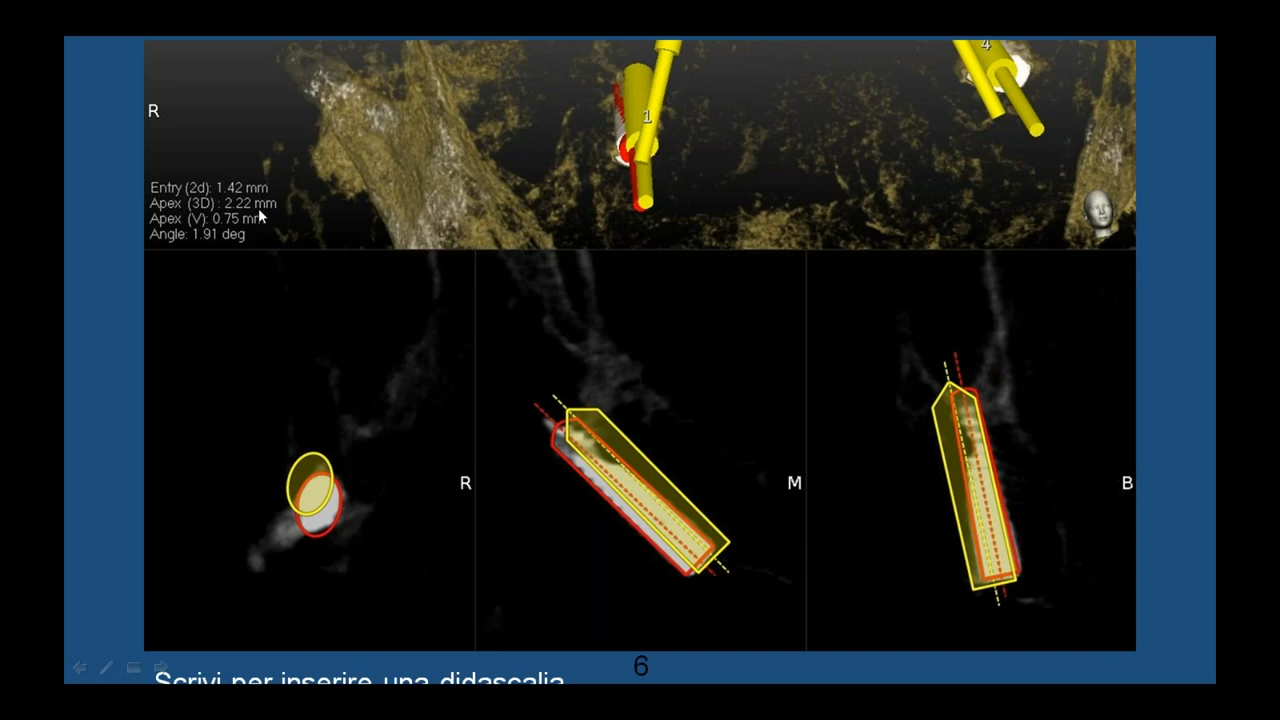 4
R
1
Entry (2d): 1.42 mm
Apex (3D) : 2.22 mm
Apex (V): 0.75 mm
Angle: 1.91 deg
R
M
B
6
Scrivi per inserire una didascalia